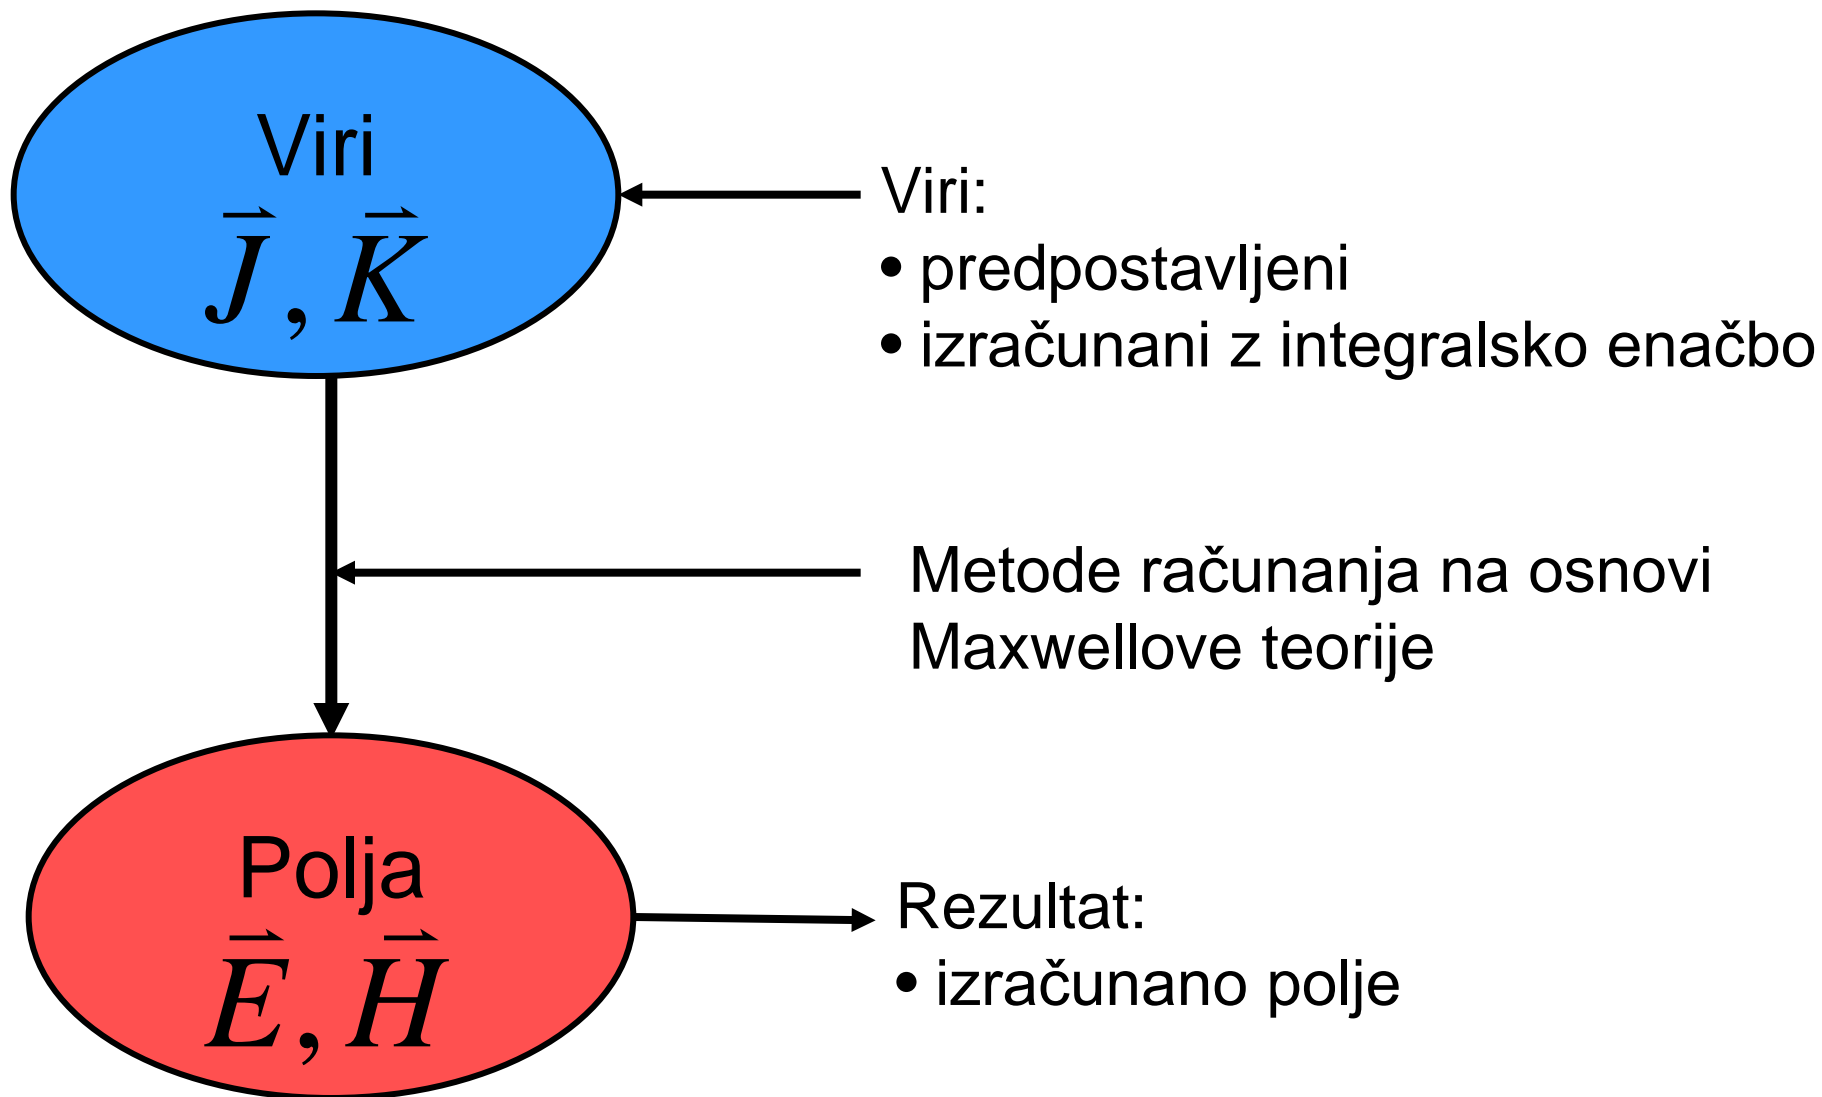 Viri
J⃗, K⃗
Viri:
• predpostavljeni
• izračunani z integralsko enačbo
Metode računanja na osnovi
Maxwellove teorije
Polja
E⃗, H⃗
Rezultat:
• izračunano polje